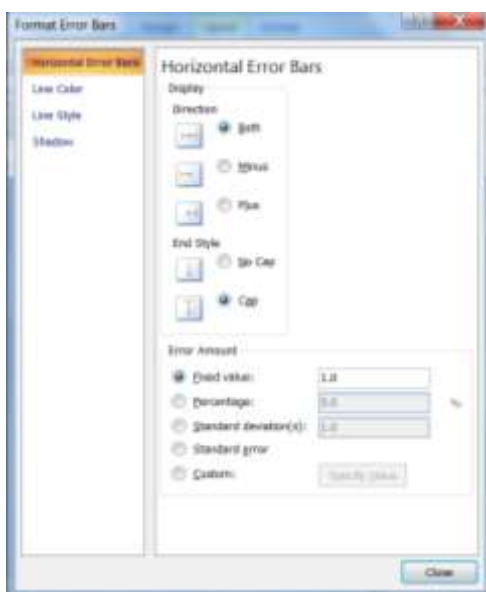 Format Error Bars
Horizontal Error Bars
Line Color
Line Style
Shadow
Horizontal Error Bars
Display
Direction
Both
Minus
Plus
End Style
No Cap
Cap
Error Amount
Fixed value: 1.0
Percentage: 5.0 %
Standard deviation(s): 1.0
Standard error
Custom: Specify Value
Close